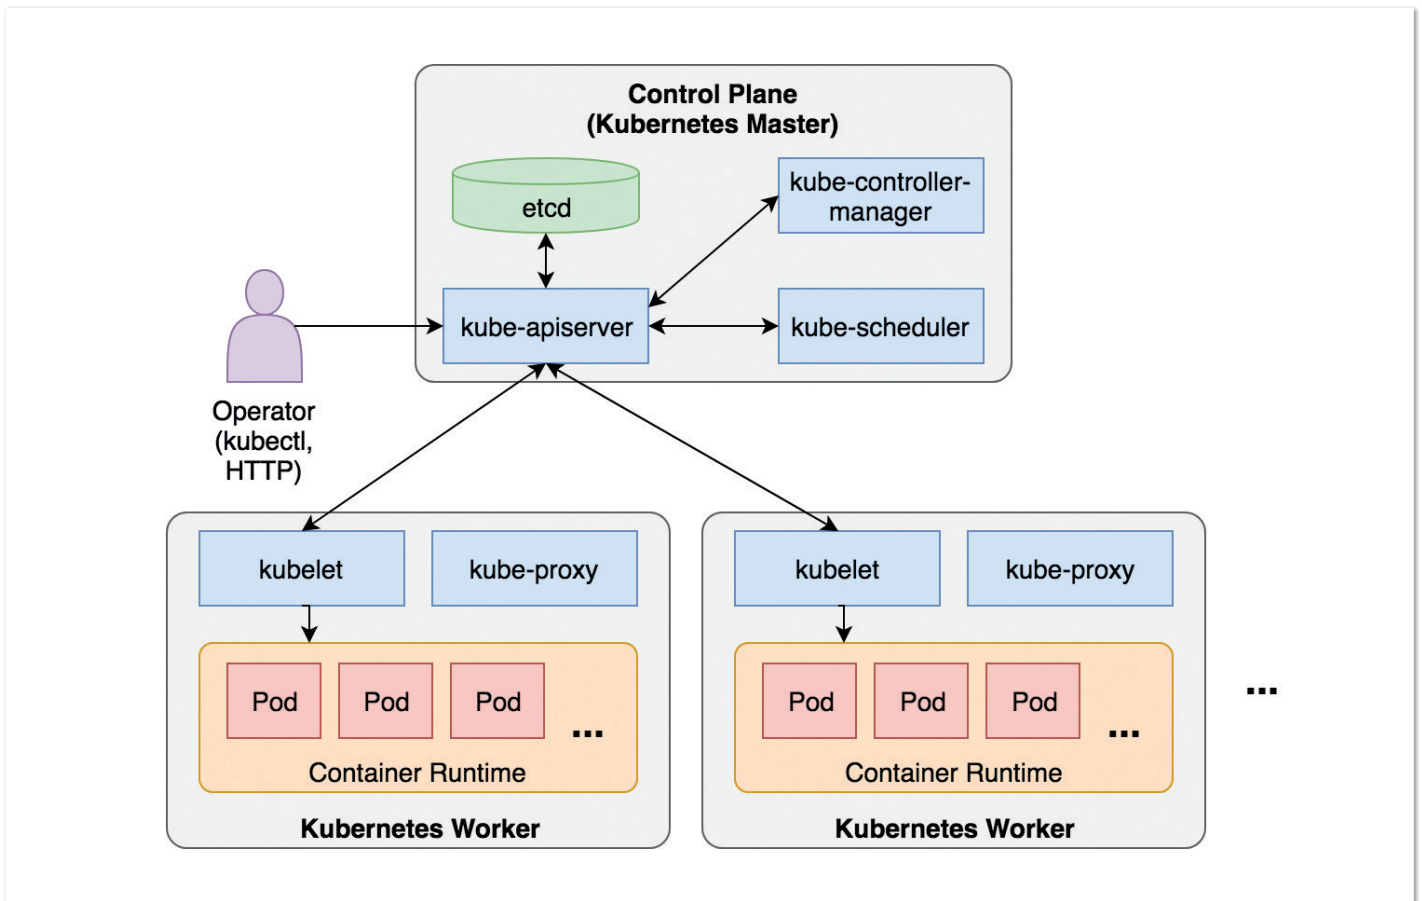 Control Plane
(Kubernetes Master)
etcd
kube-controller-
manager
kube-apiserver
kube-scheduler
Operator
(kubectl,
HTTP)
kubelet
kube-proxy
Pod
Pod
Pod
...
Container Runtime
Kubernetes Worker
kubelet
kube-proxy
Pod
Pod
Pod
...
Container Runtime
Kubernetes Worker
...